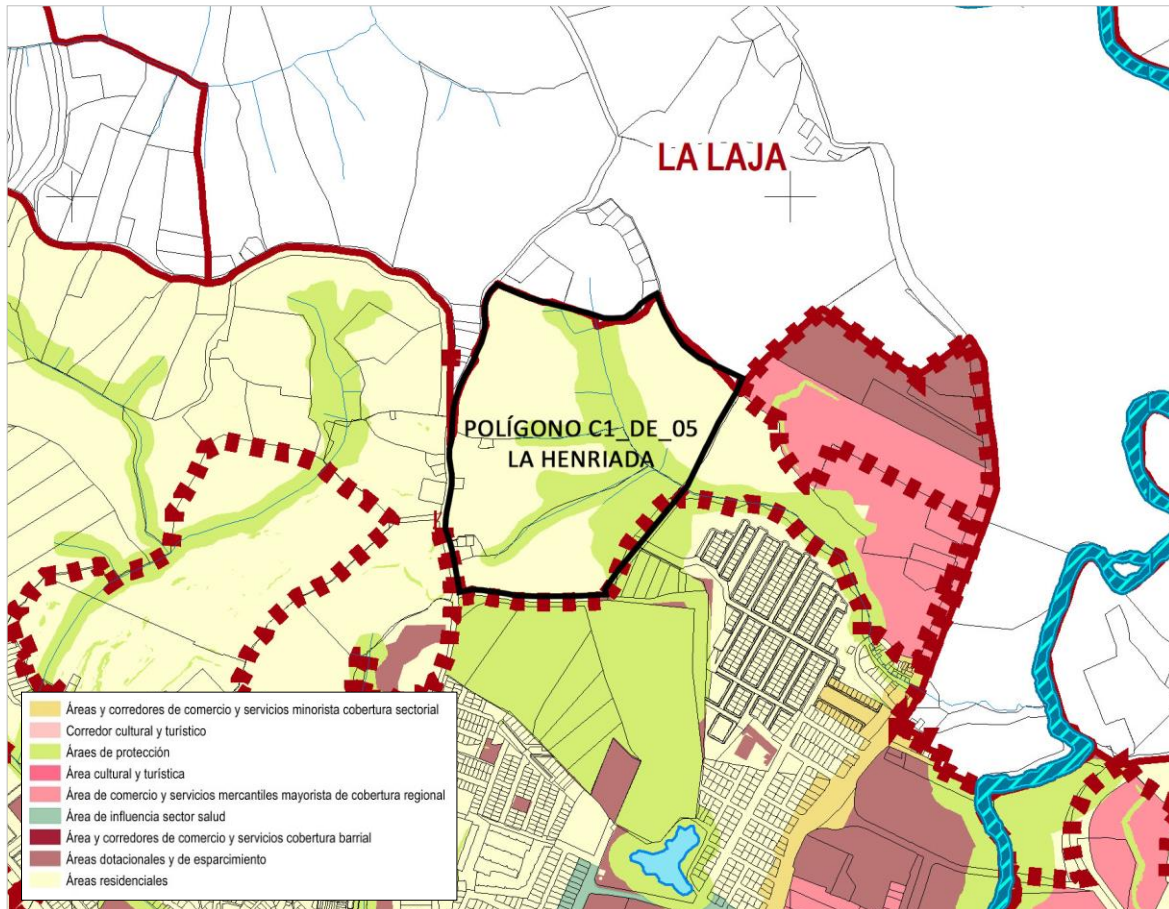 LA LAJA
POLÍGONO C1_DE_05
LA HENRIADA
Áreas y corredores de comercio y servicios minorista cobertura sectorial
Corredor cultural y turístico
Áraes de protección
Área cultural y turística
Área de comercio y servicios mercantiles mayorista de cobertura regional
Área de influencia sector salud
Área y corredores de comercio y servicios cobertura barrial
Áreas dotacionales y de esparcimiento
Áreas residenciales